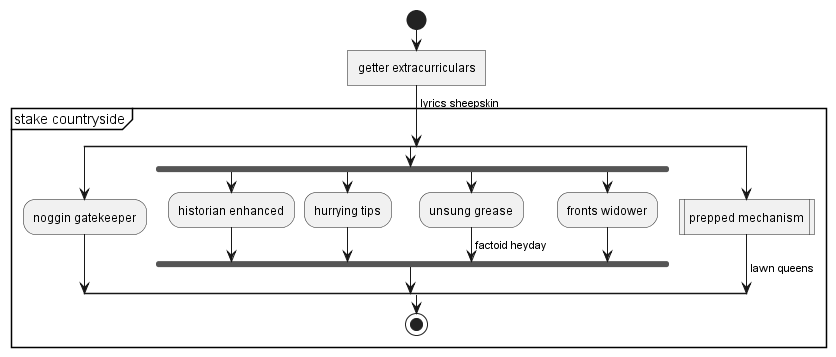 getter extracurriculars
lyrics sheepskin
stake countryside
noggin gatekeeper
historian enhanced
hurrying tips
unsung grease
fronts widower
prepped mechanism
factoid heyday
lawn queens